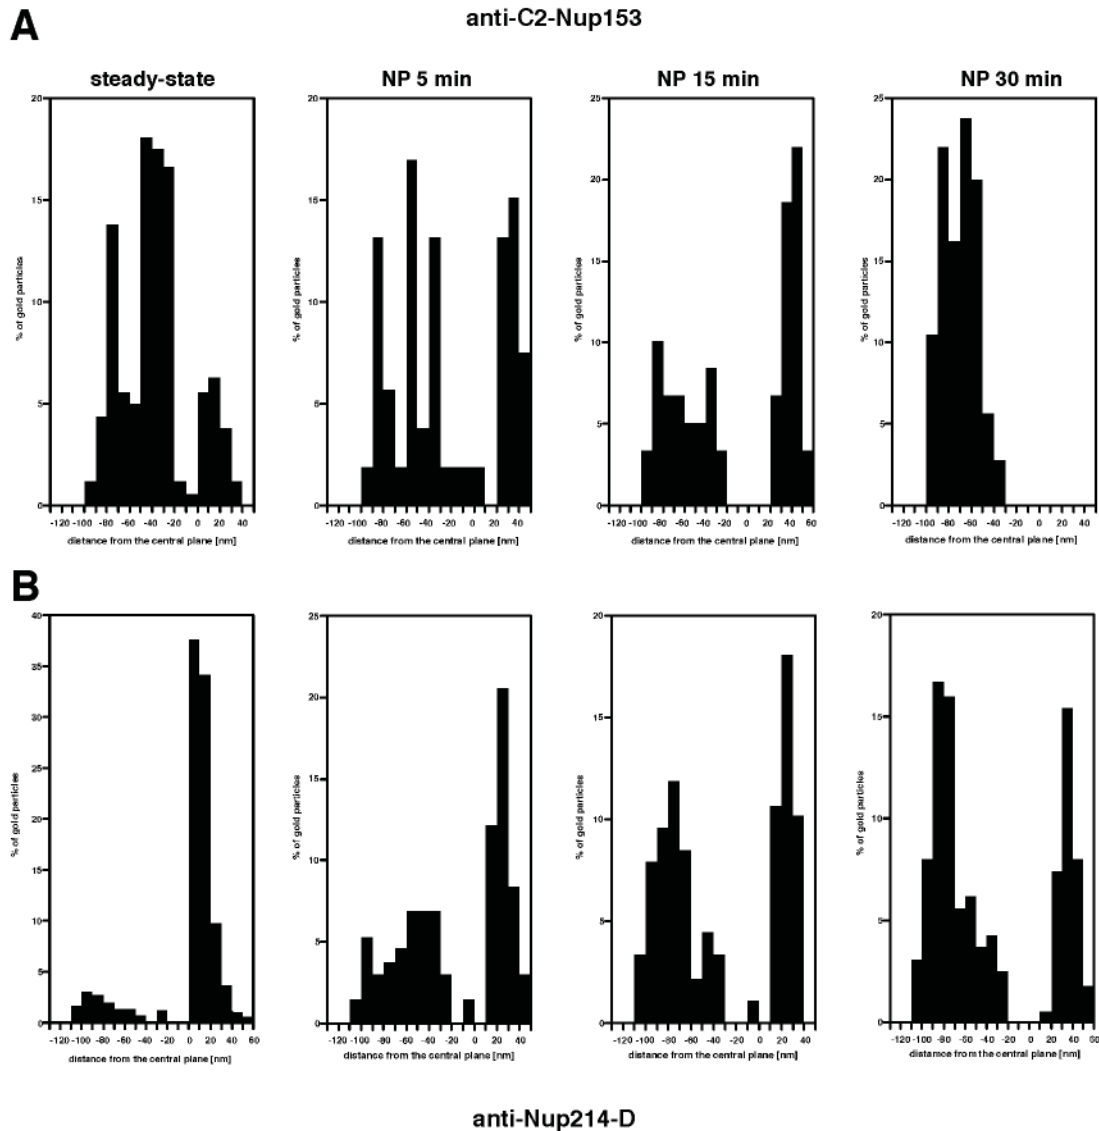 A
anti-C2-Nup153
steady-state
20
15
10
5
0
% of gold particles
-120 -100 -80 -60 -40 -20 0 20 40
distance from the central plane [nm]
NP 5 min
20
15
10
5
0
% of gold particles
-120 -100 -80 -60 -40 -20 0 20 40
distance from the central plane [nm]
NP 15 min
25
20
15
10
5
0
% of gold particles
-120 -100 -80 -60 -40 -20 0 20 40 60
distance from the central plane [nm]
NP 30 min
25
20
15
10
5
0
% of gold particles
-120 -100 -80 -60 -40 -20 0 20 40
distance from the central plane [nm]
B
40
35
30
25
20
15
10
5
0
% of gold particles
-120 -100 -80 -60 -40 -20 0 20 40 60
distance from the central plane [nm]
25
20
15
10
5
0
% of gold particles
-120 -100 -80 -60 -40 -20 0 20 40
distance from the central plane [nm]
20
15
10
5
0
% of gold particles
-120 -100 -80 -60 -40 -20 0 20 40
distance from the central plane [nm]
20
15
10
5
0
% of gold particles
-120 -100 -80 -60 -40 -20 0 20 40 60
distance from the central plane [nm]
anti-Nup214-D